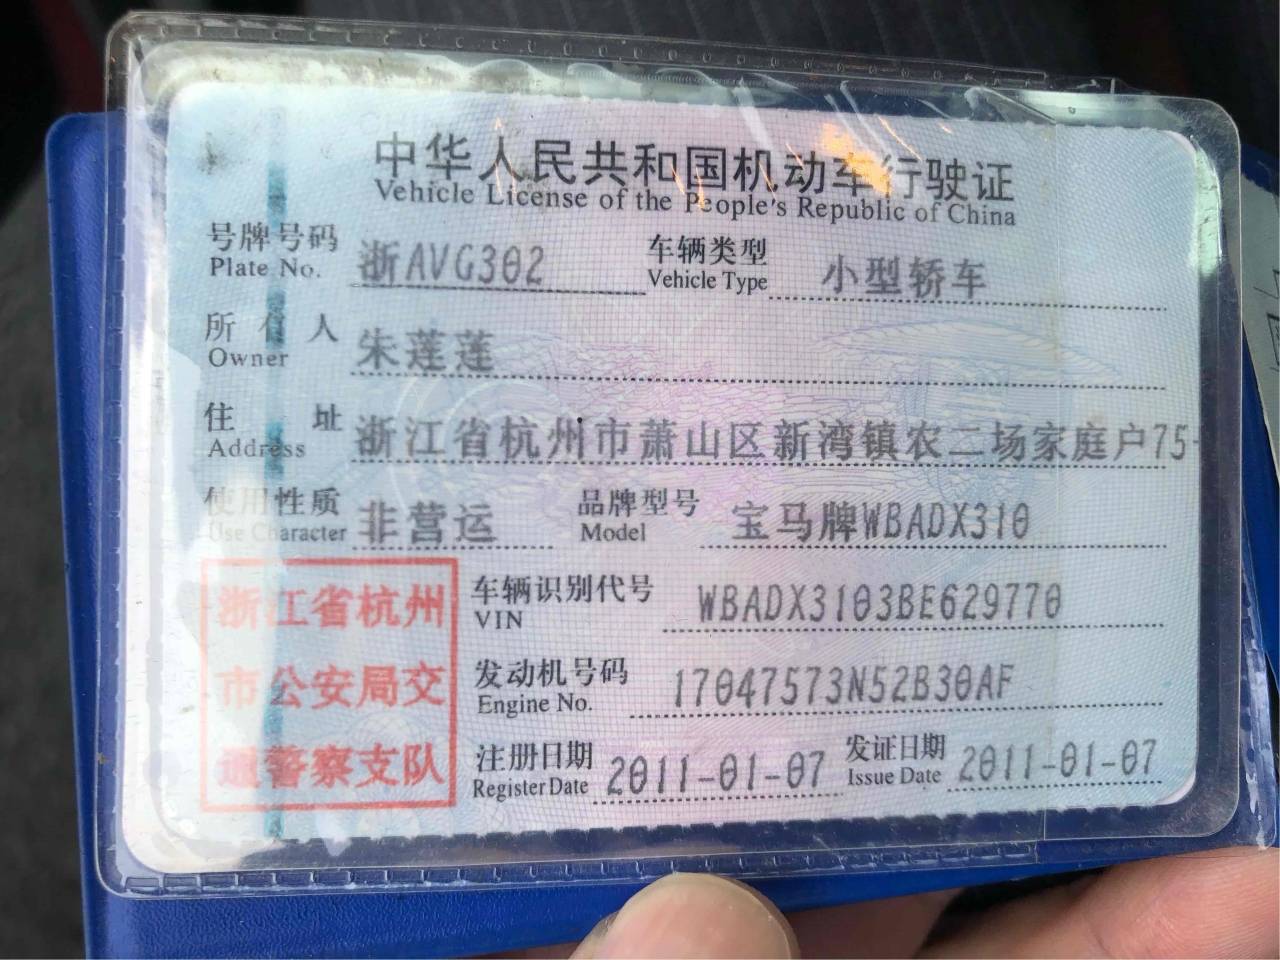 中华人民共和国机动车行驶证
Vehicle License of the People's Republic of China
号牌号码 浙AVG302 车辆类型 小型轿车
Plate No. Vehicle Type
所有人 朱莲莲
Owner
住址 浙江省杭州市萧山区新湾镇农二场家庭户75-
Address
使用性质 非营运 品牌型号 宝马牌WBADX310
Use Character Model
浙江省杭州
市公安局交
通警察支队
车辆识别代号 WBADX3103BE629770
VIN
发动机号码 17047573N52B30AF
Engine No.
注册日期 2011-01-07 发证日期 2011-01-07
Register Date Issue Date